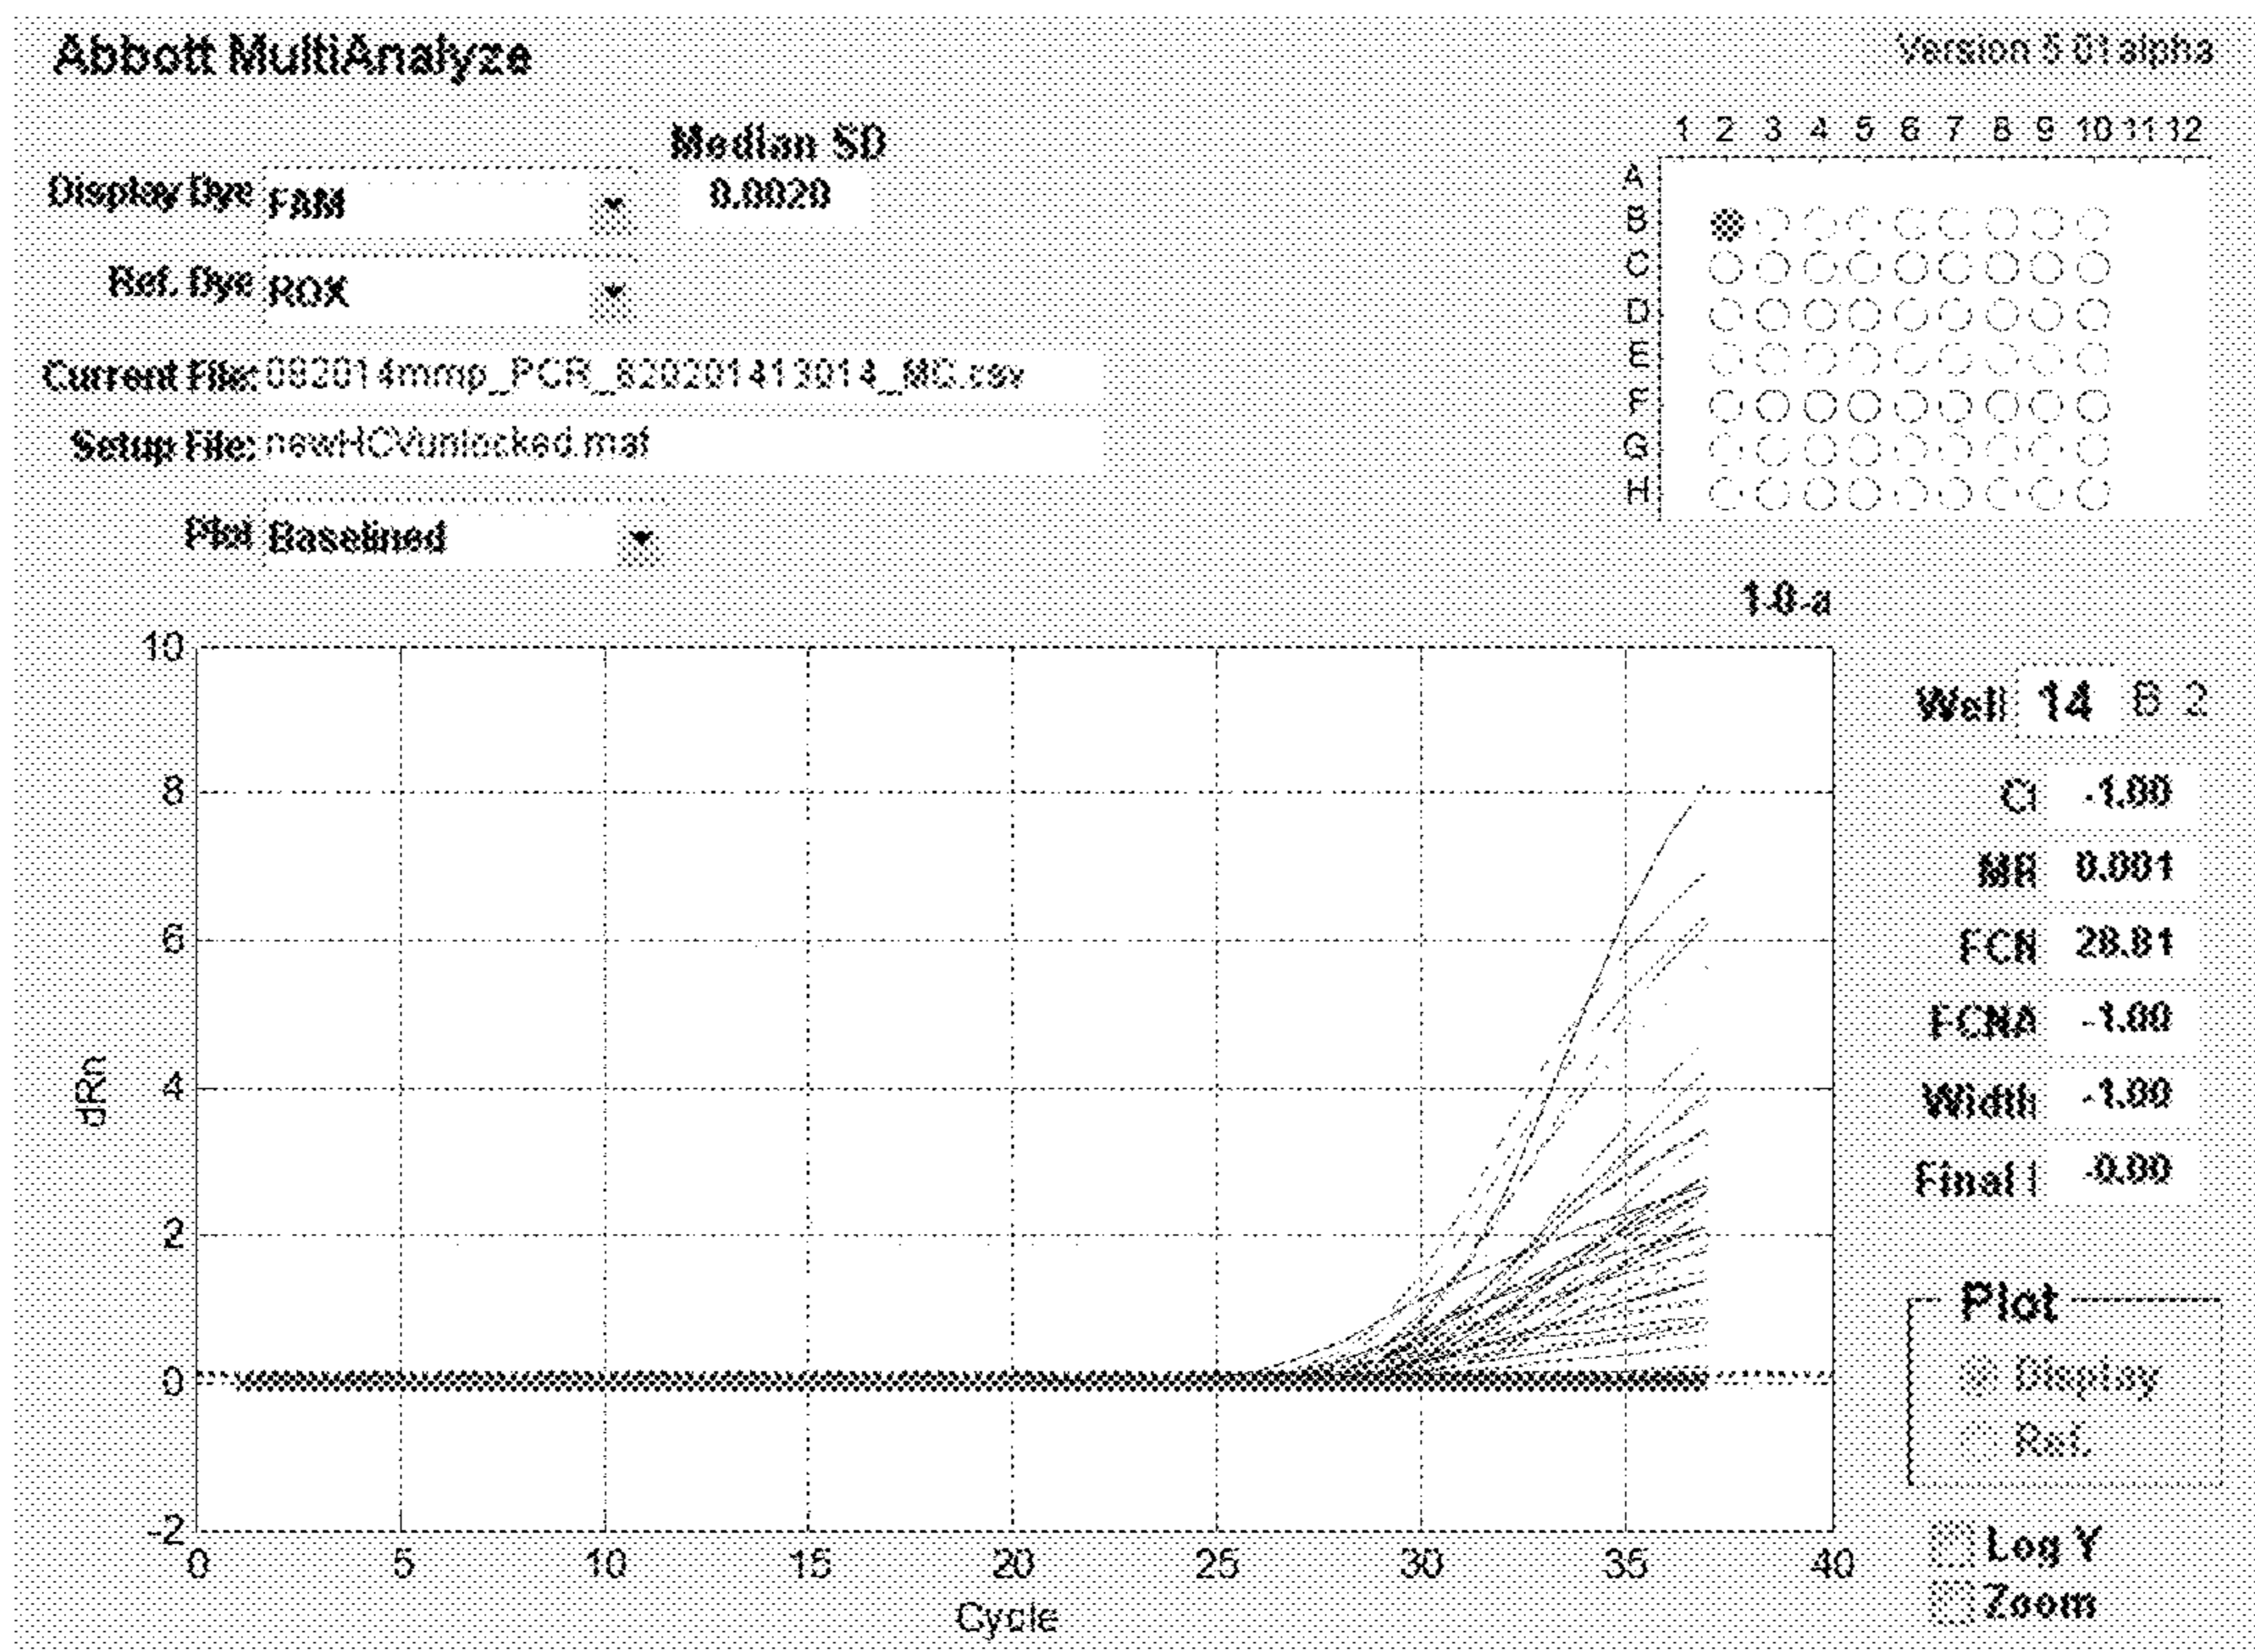 Abbott MultiAnalyze
Version 5 01alpha
Median SD
0.0020
Display Dye FAM
Ref. Dye ROX
Current File: 082014mmp_PCR_820201413014_MC.csv
Setup File: newHCVunlocked.maf
Plot Baselined
1 2 3 4 5 6 7 8 9 10 11 12
A
B
C
D
E
F
G
H
1-0-a
10
8
6
4
2
0
-2
dRn
0 5 10 15 20 25 30 35 40
Cycle
Well 14 B 2
-1.00
MR 0.001
FCN 28.81
FCNA -1.00
Width -1.00
Final I -0.00
Plot
Display
Ref.
Log Y
Zoom